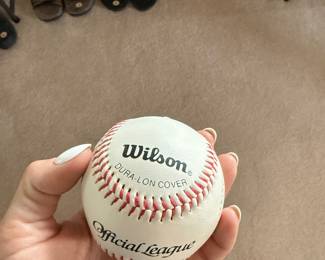 Wilson®
DURA-LON COVER
Official League